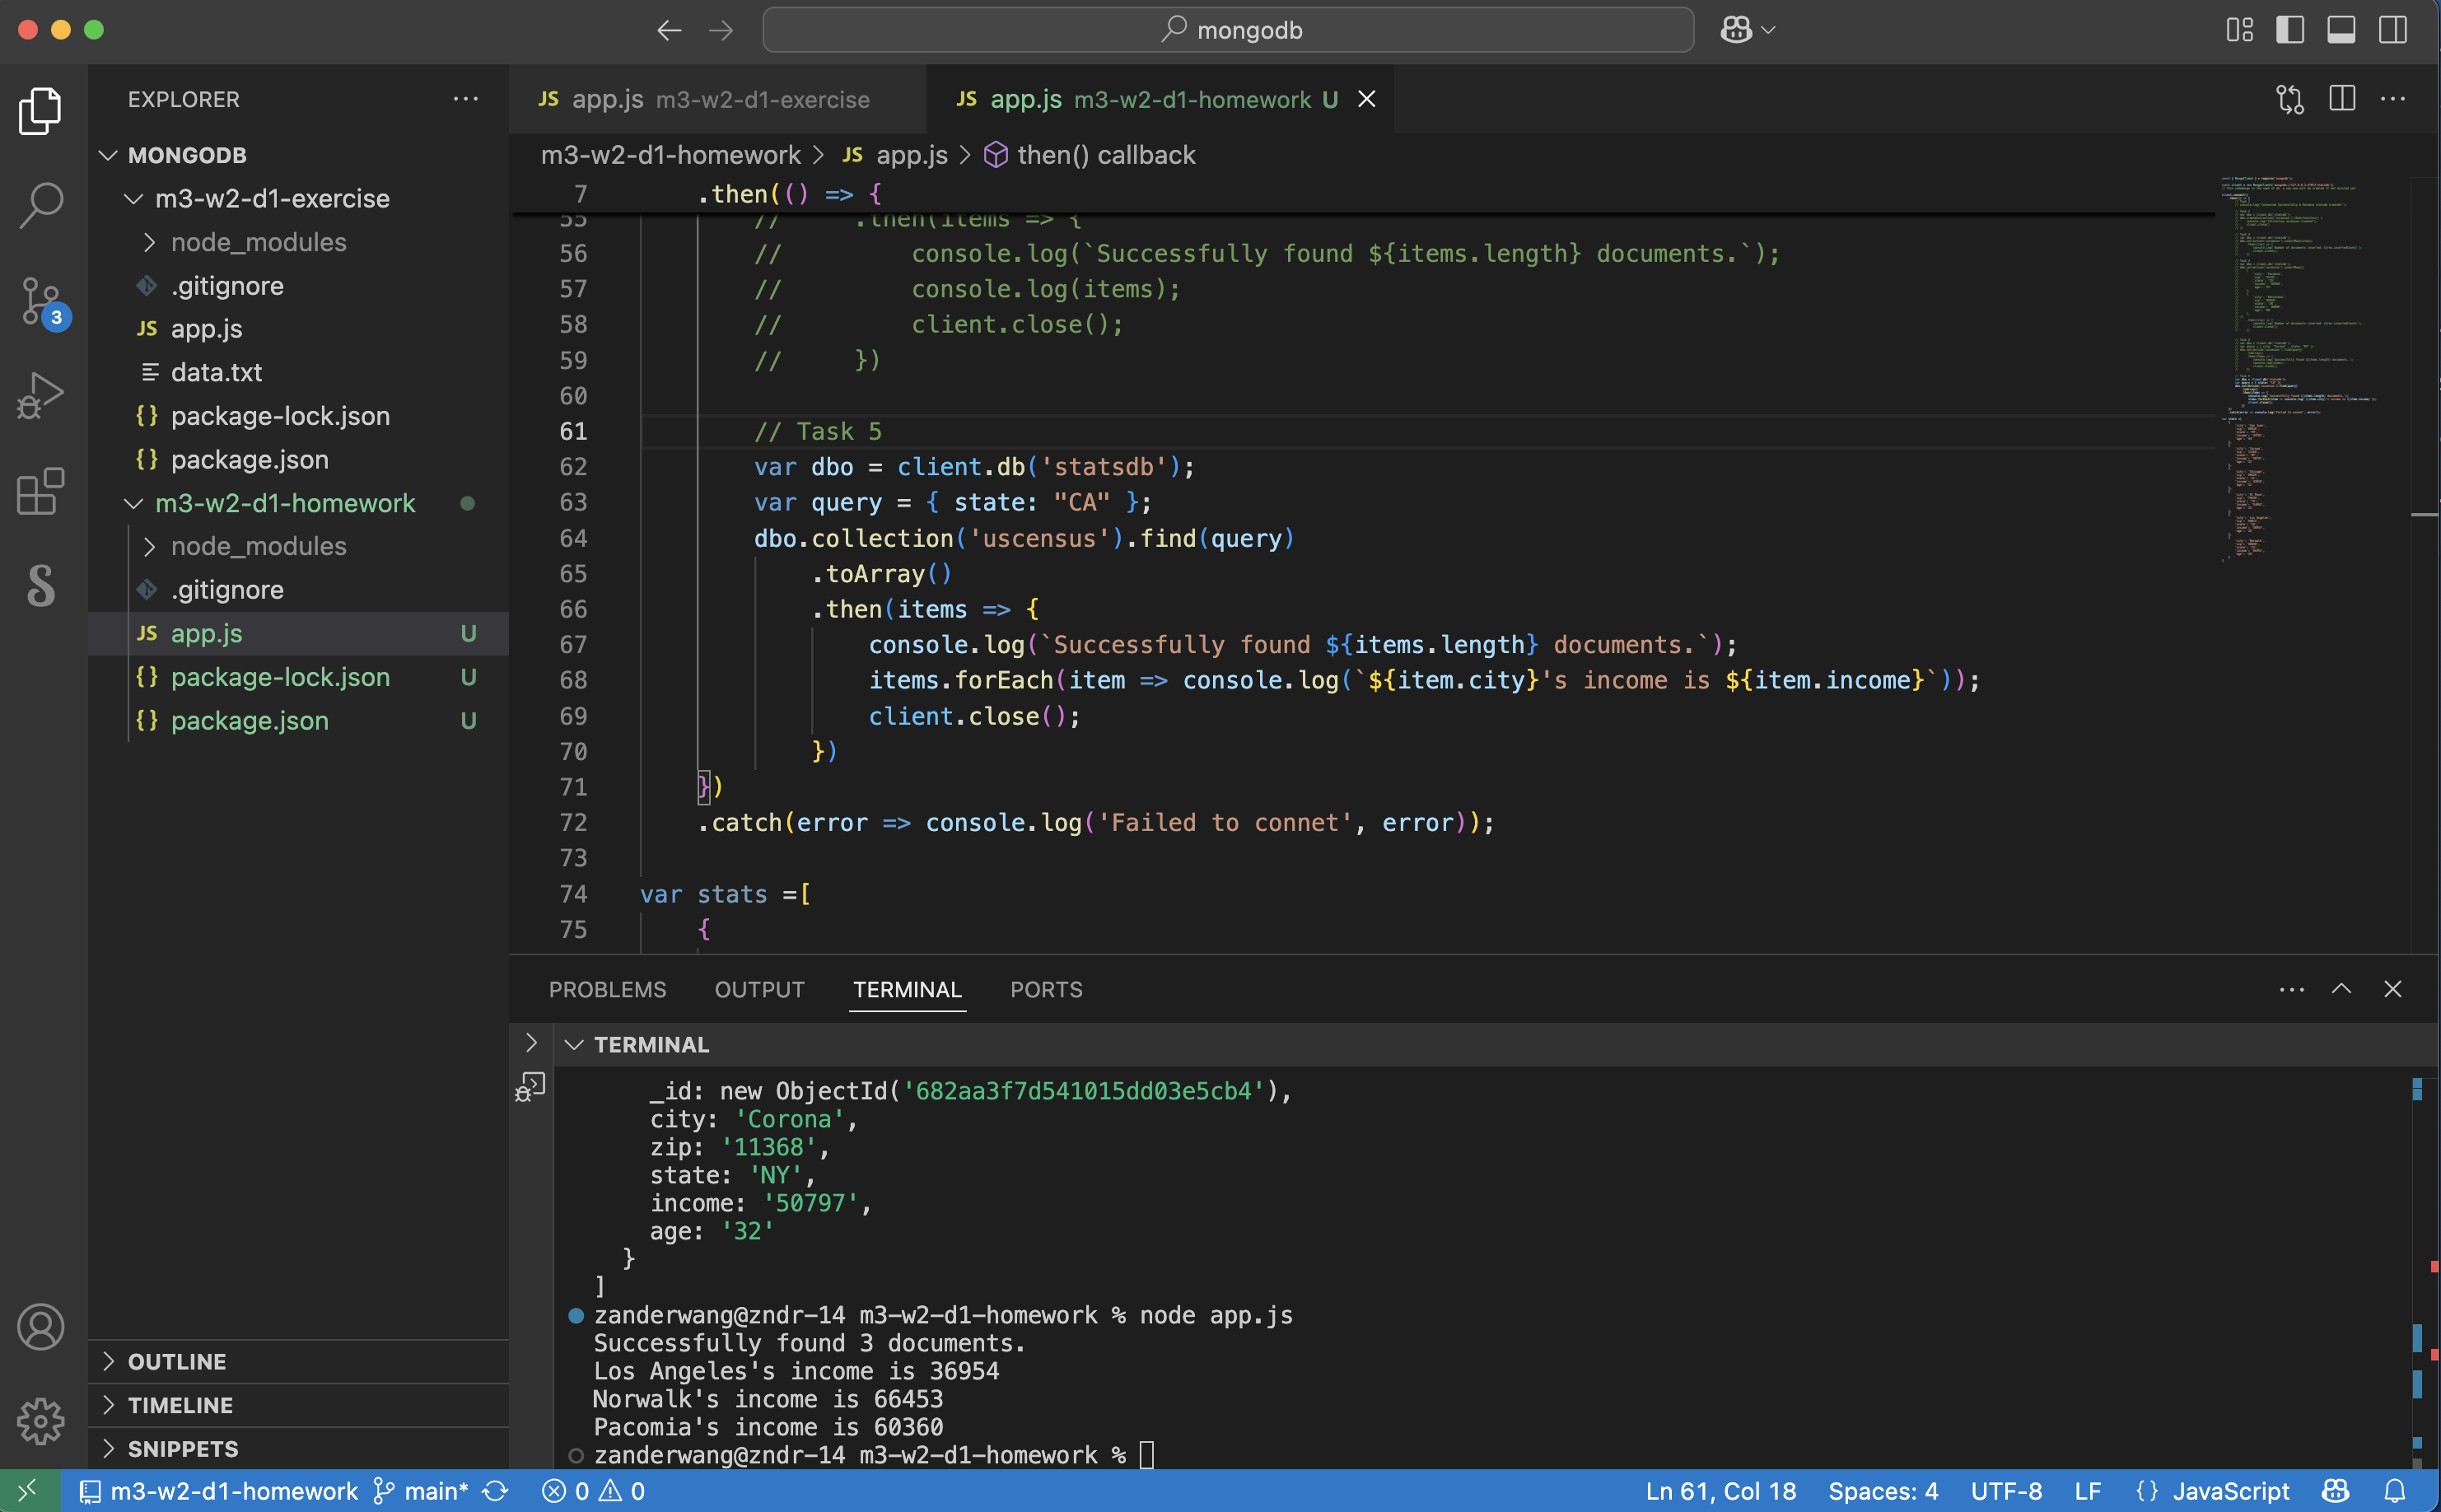 mongodb
EXPLORER
MONGODB
m3-w2-d1-exercise
node_modules
.gitignore
JS app.js
data.txt
{} package-lock.json
{} package.json
m3-w2-d1-homework
node_modules
.gitignore
JS app.js U
{} package-lock.json U
{} package.json U
OUTLINE
TIMELINE
SNIPPETS
3
JS app.js m3-w2-d1-exercise
JS app.js m3-w2-d1-homework U
m3-w2-d1-homework > JS app.js > then() callback
7 .then(() => {
55 // .then(items => {
56 // console.log(`Successfully found ${items.length} documents.`);
57 // console.log(items);
58 // client.close();
59 // })
60
61 // Task 5
62 var dbo = client.db('statsdb');
63 var query = { state: "CA" };
64 dbo.collection('uscensus').find(query)
65 .toArray()
66 .then(items => {
67 console.log(`Successfully found ${items.length} documents.`);
68 items.forEach(item => console.log(`${item.city}'s income is ${item.income}`));
69 client.close();
70 })
71 })
72 .catch(error => console.log('Failed to connet', error));
73
74 var stats =[
75 {
PROBLEMS OUTPUT TERMINAL PORTS
TERMINAL
_id: new ObjectId('682aa3f7d541015dd03e5cb4'),
city: 'Corona',
zip: '11368',
state: 'NY',
income: '50797',
age: '32'
}
]
zanderwang@zndr-14 m3-w2-d1-homework % node app.js
Successfully found 3 documents.
Los Angeles's income is 36954
Norwalk's income is 66453
Pacomia's income is 60360
zanderwang@zndr-14 m3-w2-d1-homework %
m3-w2-d1-homework main* 0 0 Ln 61, Col 18 Spaces: 4 UTF-8 LF {} JavaScript